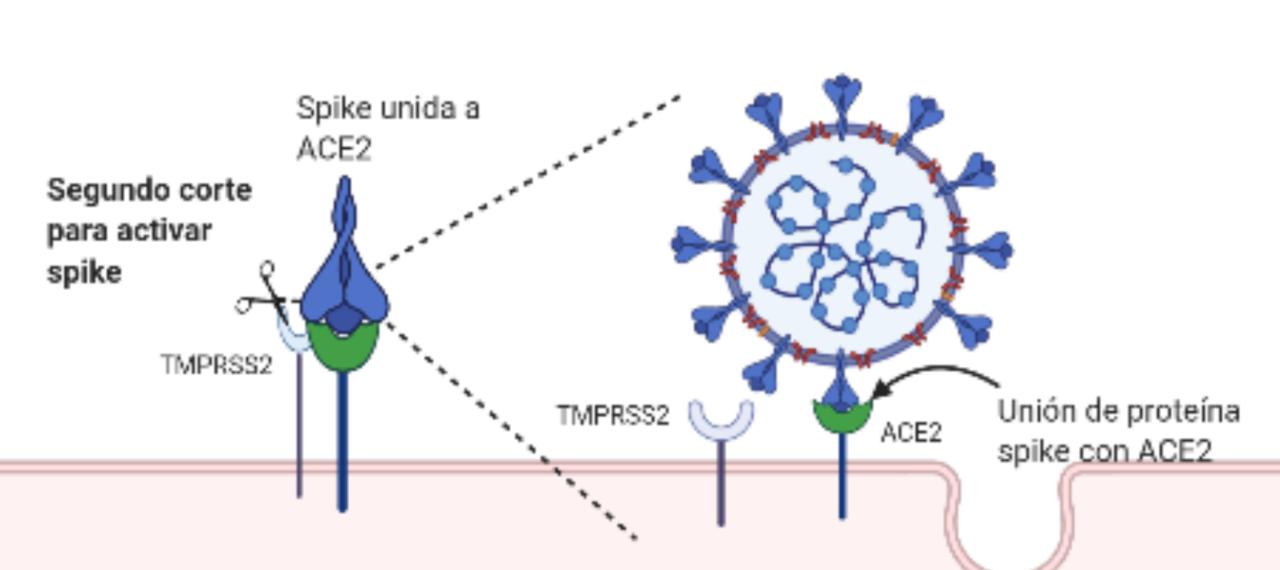 Spike unida a
ACE2
Segundo corte
para activar
spike
TMPRSS2
TMPRSS2
ACE2
Unión de proteína
spike con ACE2